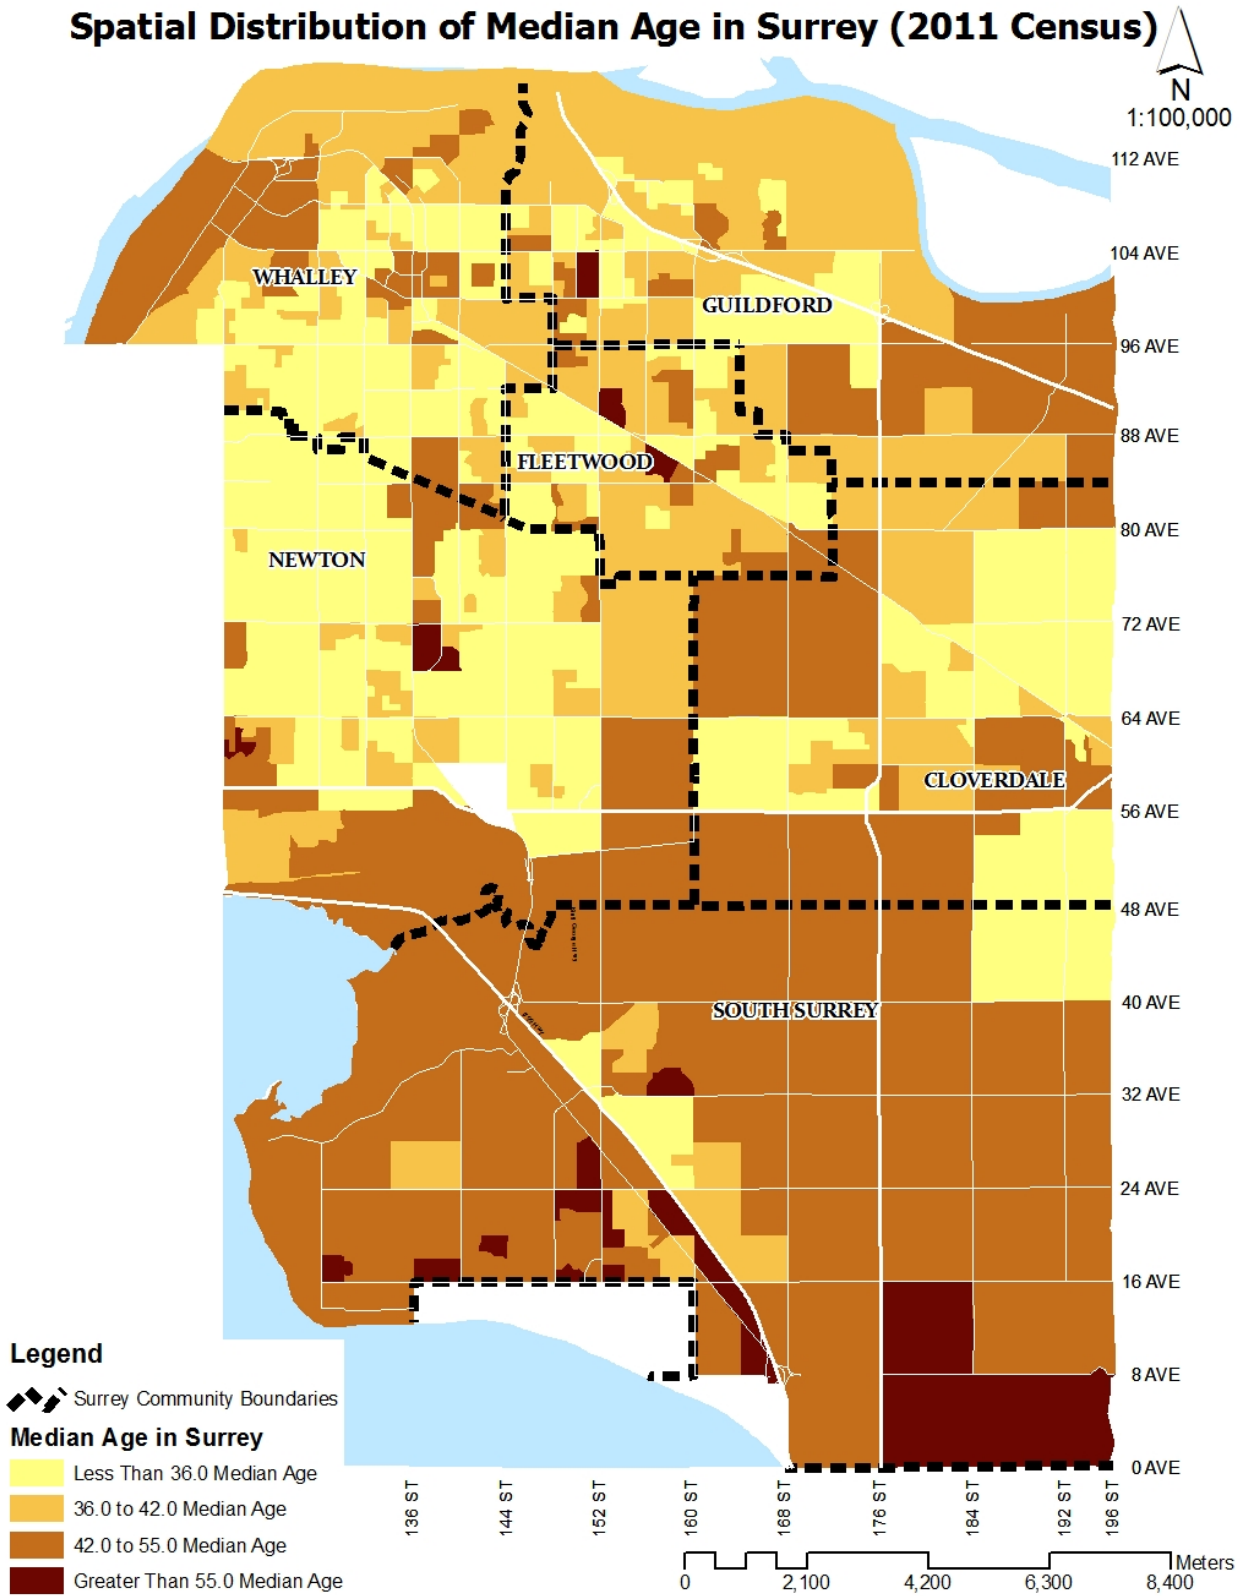 Spatial Distribution of Median Age in Surrey (2011 Census)
N
1:100,000
112 AVE
104 AVE
WHALLEY
GUILDFORD
96 AVE
88 AVE
FLEETWOOD
80 AVE
NEWTON
72 AVE
64 AVE
CLOVERDALE
56 AVE
48 AVE
40 AVE
SOUTH SURREY
32 AVE
24 AVE
16 AVE
8 AVE
0 AVE
Legend
Surrey Community Boundaries
Median Age in Surrey
Less Than 36.0 Median Age
36.0 to 42.0 Median Age
42.0 to 55.0 Median Age
Greater Than 55.0 Median Age
136 ST
144 ST
152 ST
160 ST
168 ST
176 ST
184 ST
192 ST
196 ST
Meters
0 2,100 4,200 6,300 8,400